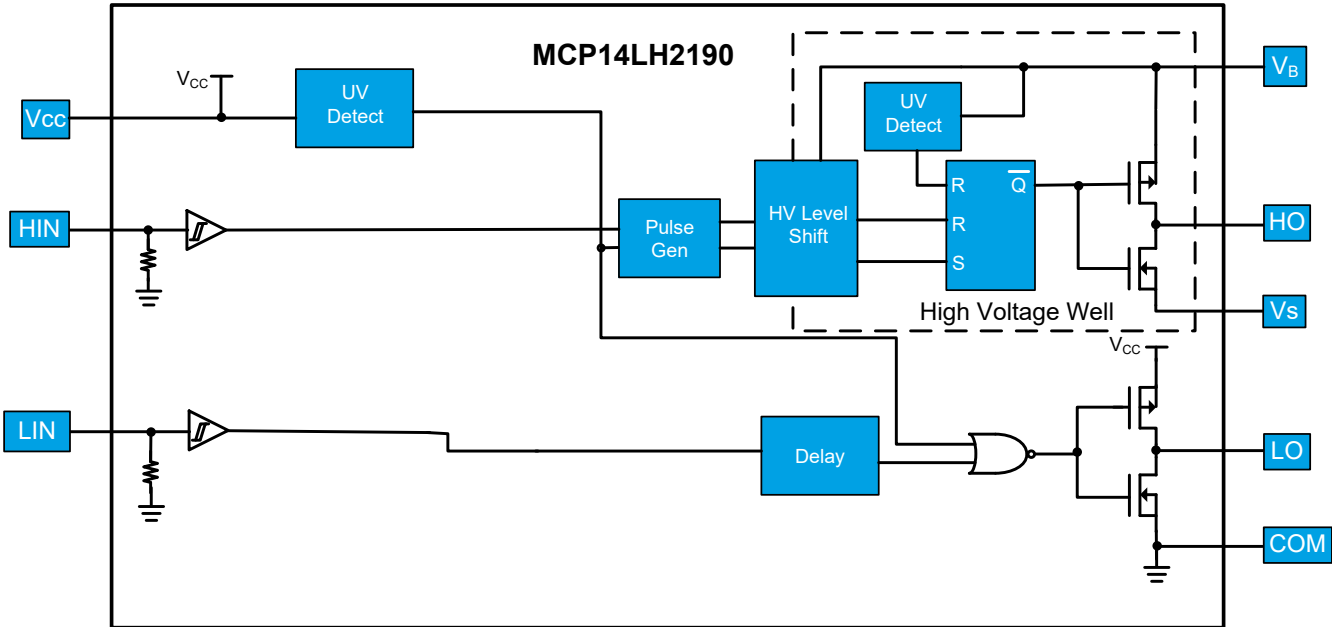 MCP14LH2190
VCC
Vcc
UV
Detect
VB
UV
Detect
HIN
Pulse
Gen
HV Level
Shift
R
Q̅
R
S
HO
High Voltage Well
Vs
VCC
LIN
Delay
LO
COM